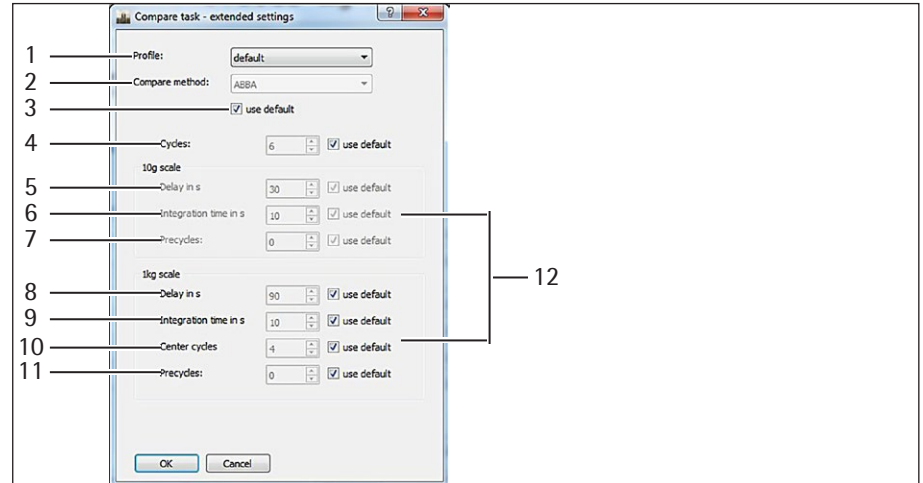 Compare task - extended settings
1 Profile: default
2 Compare method: ABBA
3 use default
4 Cycles: 6 use default
10g scale
5 Delay in s 30 use default
6 Integration time in s 10 use default
7 Precycles: 0 use default
12
1kg scale
8 Delay in s 90 use default
9 Integration time in s 10 use default
10 Center cycles 4 use default
11 Precycles: 0 use default
OK Cancel